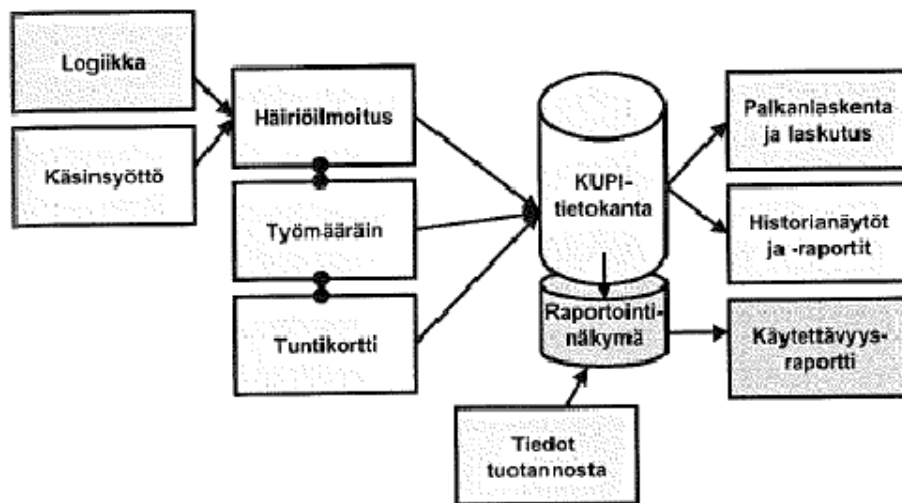 Logiikka
Käsinsyöttö
Häiriöilmoitus
Työmääräin
Tuntikortti
KUPI-
tietokanta
Raportointi-
näkymä
Tiedot
tuotannosta
Palkanlaskenta
ja laskutus
Historianäytöt
ja -raportit
Käytettävyys-
raportti